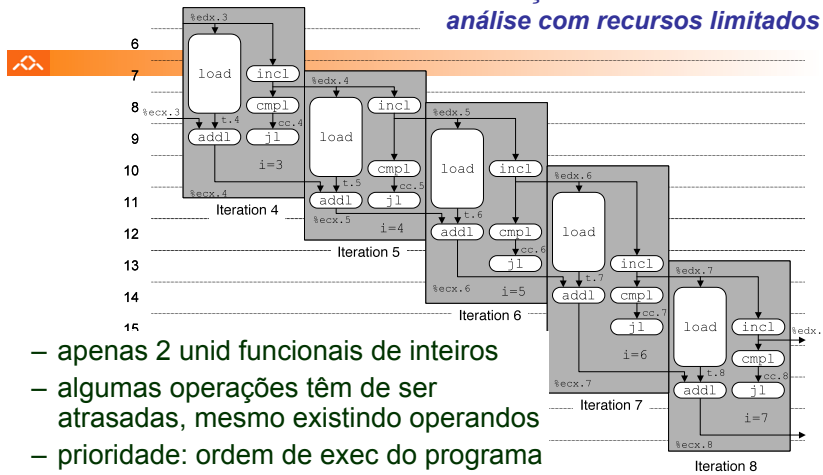 análise com recursos limitados
6
7
8
9
10
11
12
13
14
15
%edx.3
load
incl
cmpl
cc.4
jl
%ecx.3
t.4
addl
i=3
%ecx.4
Iteration 4
%edx.4
load
incl
cmpl
cc.5
jl
t.5
addl
%ecx.5
i=4
Iteration 5
%edx.5
load
incl
cmpl
cc.6
jl
t.6
addl
%ecx.6
i=5
Iteration 6
%edx.6
load
incl
cmpl
cc.7
jl
t.7
addl
i=6
%ecx.7
Iteration 7
%edx.7
load
incl
%edx.
cmpl
cc.8
jl
t.8
addl
i=7
%ecx.8
Iteration 8
– apenas 2 unid funcionais de inteiros
– algumas operações têm de ser
atrasadas, mesmo existindo operandos
– prioridade: ordem de exec do programa